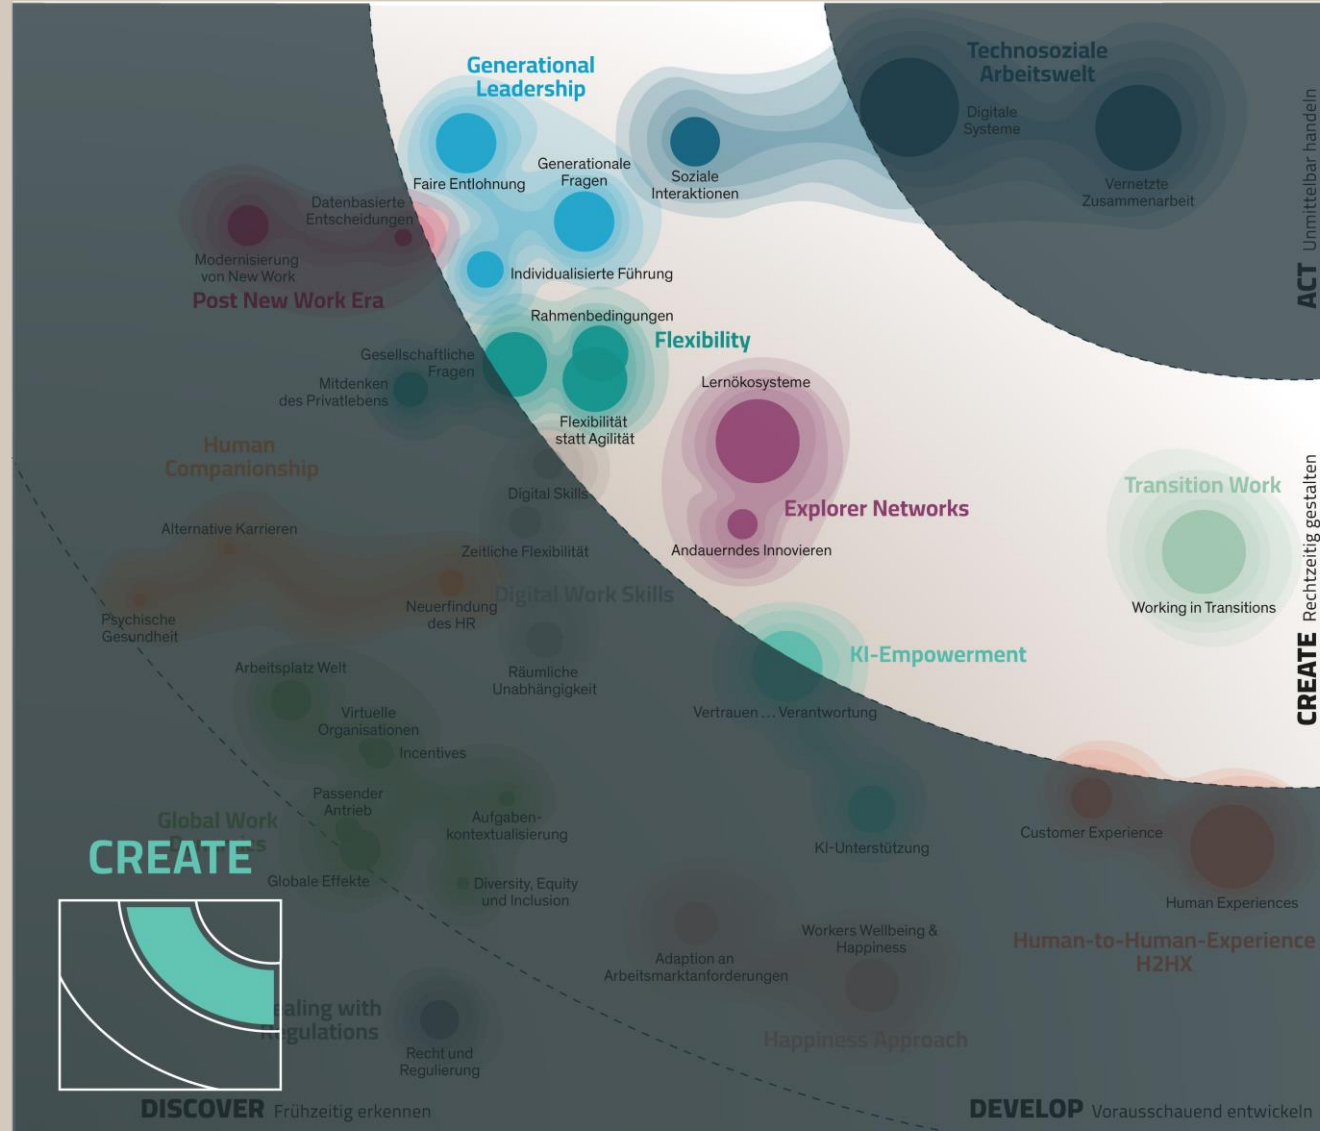 Generational
Leadership
Faire Entlohnung
Generationale
Fragen
Individualisierte Führung
Soziale
Interaktionen
Technosoziale
Arbeitswelt
Digitale
Systeme
Vernetzte
Zusammenarbeit
ACT Unmittelbar handeln
Datenbasierte
Entscheidungen
Modernisierung
von New Work
Post New Work Era
Rahmenbedingungen
Flexibility
Gesellschaftliche
Fragen
Mitdenken
des Privatlebens
Flexibilität
statt Agilität
Lernökosysteme
Explorer Networks
Andauerndes Innovieren
Transition Work
Working in Transitions
CREATE Rechtzeitig gestalten
Human
Companionship
Alternative Karrieren
Psychische
Gesundheit
Neuerfindung
des HR
Digital Skills
Zeitliche Flexibilität
Digital Work Skills
Räumliche
Unabhängigkeit
KI-Empowerment
Vertrauen ... Verantwortung
KI-Unterstützung
Arbeitsplatz Welt
Virtuelle
Organisationen
Incentives
Passender
Antrieb
Aufgaben-
kontextualisierung
Global Work
Globale Effekte
Diversity, Equity
und Inclusion
Customer Experience
Human Experiences
Human-to-Human-Experience
H2HX
Adaption an
Arbeitsmarktanforderungen
Workers Wellbeing &
Happiness
Happiness Approach
CREATE
ealing with
egulations
Recht und
Regulierung
DISCOVER Frühzeitig erkennen
DEVELOP Vorausschauend entwickeln